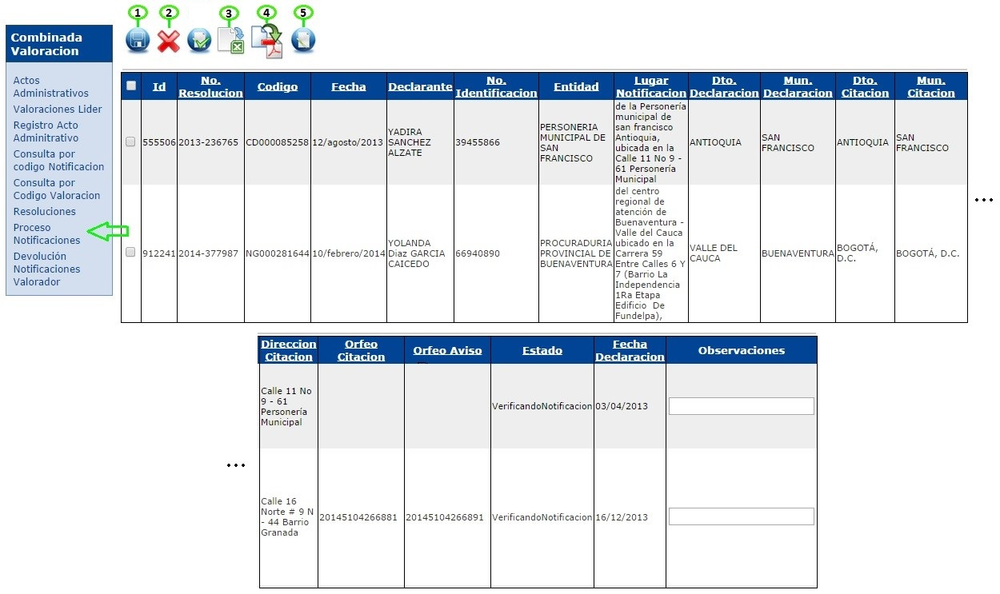 1 2 3 4 5
Combinada
Valoracion
Actos
Administrativos
Valoraciones Lider
Registro Acto
Adminitrativo
Consulta por
codigo Notificacion
Consulta por
Codigo Valoracion
Resoluciones
Proceso
Notificaciones
Devolución
Notificaciones
Valorador
Id
No.
Resolucion
Codigo
Fecha
Declarante
No.
Identificacion
Entidad
Lugar
Notificacion
Dto.
Declaracion
Mun.
Declaracion
Dto.
Citacion
Mun.
Citacion
555506
2013-236765
CD000085258
12/agosto/2013
YADIRA
SANCHEZ
ALZATE
39455866
PERSONERIA
MUNICIPAL DE
SAN
FRANCISCO
de la Personería
municipal de
san francisco
Antioquia,
ubicada en la
Calle 11 No 9 -
61 Personería
Municipal
ANTIOQUIA
SAN
FRANCISCO
ANTIOQUIA
SAN
FRANCISCO
912241
2014-377987
NG000281644
10/febrero/2014
YOLANDA
Diaz GARCIA
CAICEDO
66940890
PROCURADURIA
PROVINCIAL DE
BUENAVENTURA
del centro
regional de
atención de
Buenaventura -
Valle del Cauca
ubicado en la
Carrera 59
Entre Calles 6 Y
7 (Barrio La
Independencia
1Ra Etapa
Edificio De
Fundelpa),
VALLE DEL
CAUCA
BUENAVENTURA
BOGOTÁ,
D.C.
BOGOTÁ, D.C.
...
Direccion
Citacion
Orfeo
Citacion
Orfeo Aviso
Estado
Fecha
Declaracion
Observaciones
Calle 11 No
9 - 61
Personería
Municipal
VerificandoNotificacion
03/04/2013
...
Calle 16
Norte # 9 N
- 44 Barrio
Granada
20145104266881
20145104266891
VerificandoNotificacion
16/12/2013